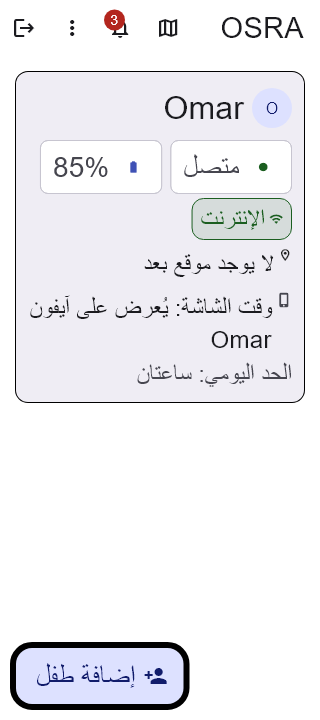 OSRA
3
O
Omar
متصل
85%
الإنترنت
لا يوجد موقع بعد
وقت الشاشة: يُعرض على آيفون
Omar
الحد اليومي: ساعتان
إضافة طفل